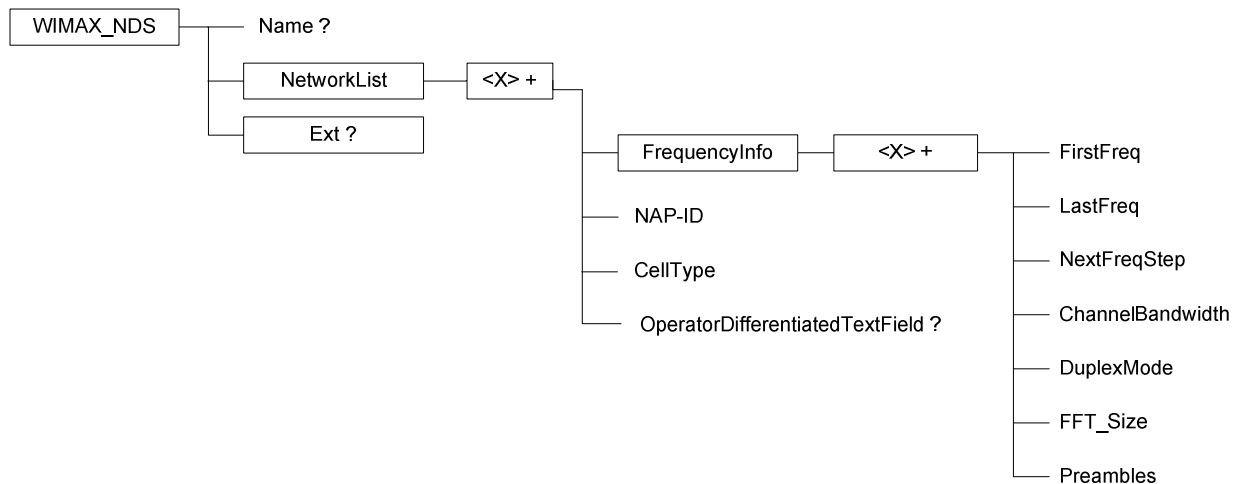 WIMAX_NDS
Name ?
NetworkList
<X> +
Ext ?
FrequencyInfo
<X> +
FirstFreq
NAP-ID
LastFreq
CellType
NextFreqStep
OperatorDifferentiatedTextField ?
ChannelBandwidth
DuplexMode
FFT_Size
Preambles